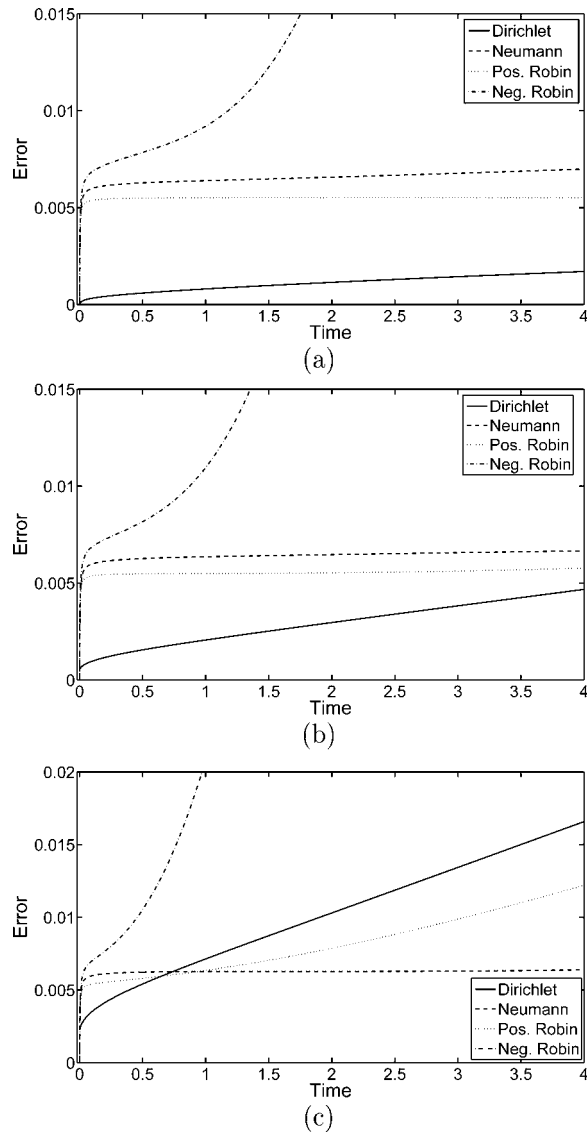 0.015
0.01
0.005
0
Error
Dirichlet
Neumann
Pos. Robin
Neg. Robin
0 0.5 1 1.5 2 2.5 3 3.5 4
Time
(a)
0.015
0.01
0.005
0
Error
Dirichlet
Neumann
Pos. Robin
Neg. Robin
0 0.5 1 1.5 2 2.5 3 3.5 4
Time
(b)
0.02
0.015
0.01
0.005
0
Error
Dirichlet
Neumann
Pos. Robin
Neg. Robin
0 0.5 1 1.5 2 2.5 3 3.5 4
Time
(c)